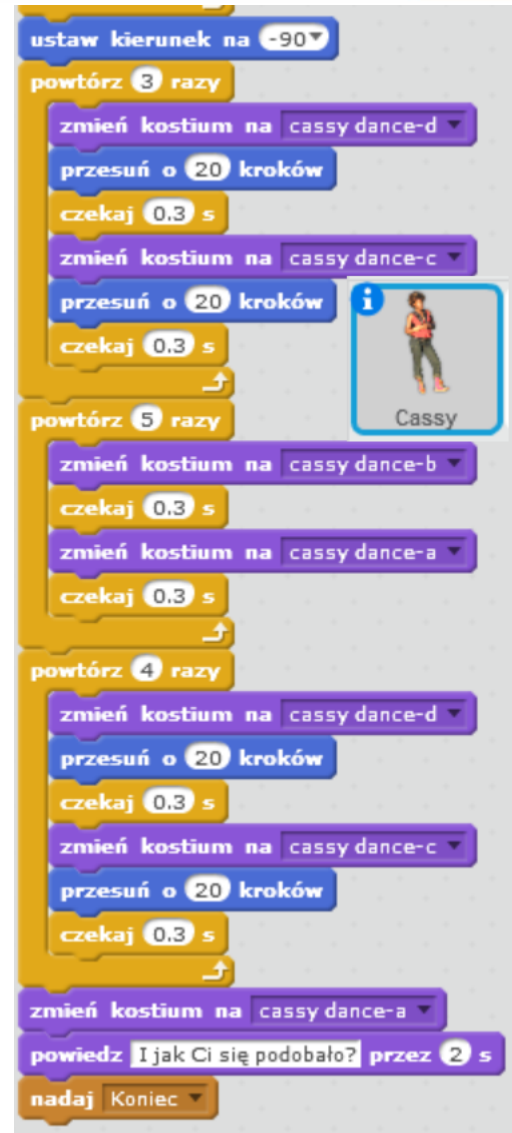 ustaw kierunek na -90
powtórz 3 razy
zmień kostium na cassy dance-d
przesuń o 20 kroków
czekaj 0.3 s
zmień kostium na cassy dance-c
przesuń o 20 kroków
czekaj 0.3 s
Cassy
powtórz 5 razy
zmień kostium na cassy dance-b
czekaj 0.3 s
zmień kostium na cassy dance-a
czekaj 0.3 s
powtórz 4 razy
zmień kostium na cassy dance-d
przesuń o 20 kroków
czekaj 0.3 s
zmień kostium na cassy dance-c
przesuń o 20 kroków
czekaj 0.3 s
zmień kostium na cassy dance-a
powiedz I jak Ci się podobało? przez 2 s
nadaj Koniec